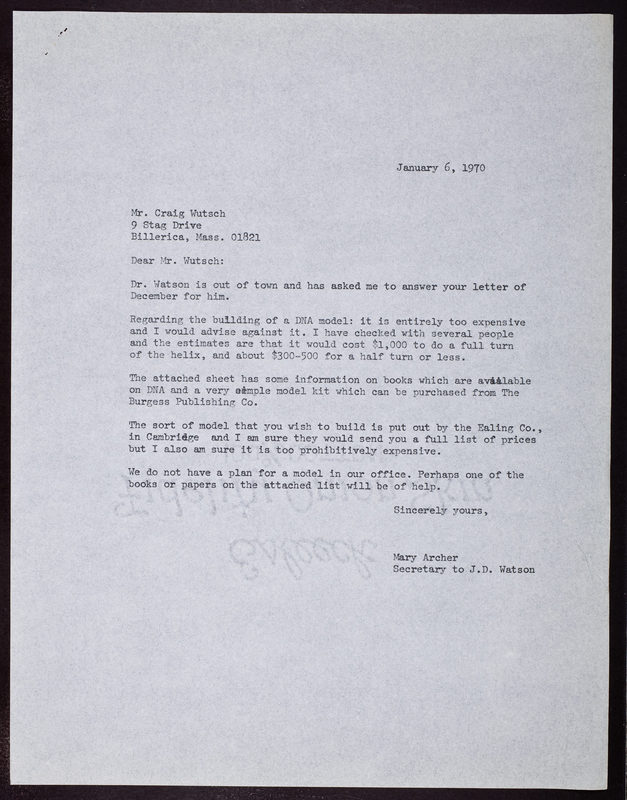 January 6, 1970
Mr. Craig Wutsch
9 Stag Drive
Billerica, Mass. 01821
Dear Mr. Wutsch:
Dr. Watson is out of town and has asked me to answer your letter of
December for him.
Regarding the building of a DNA model: it is entirely too expensive
and I would advise against it. I have checked with several people
and the estimates are that it would cost $1,000 to do a full turn
of the helix, and about $300-500 for a half turn or less.
The attached sheet has some information on books which are available
on DNA and a very simple model kit which can be purchased from The
Burgess Publishing Co.
The sort of model that you wish to build is put out by the Ealing Co.,
in Cambridge and I am sure they would send you a full list of prices
but I also am sure it is too prohibitively expensive.
We do not have a plan for a model in our office. Perhaps one of the
books or papers on the attached list will be of help.
Fidelity Onion Skin
Sincerely yours,
Esleeck
Mary Archer
Secretary to J.D. Watson